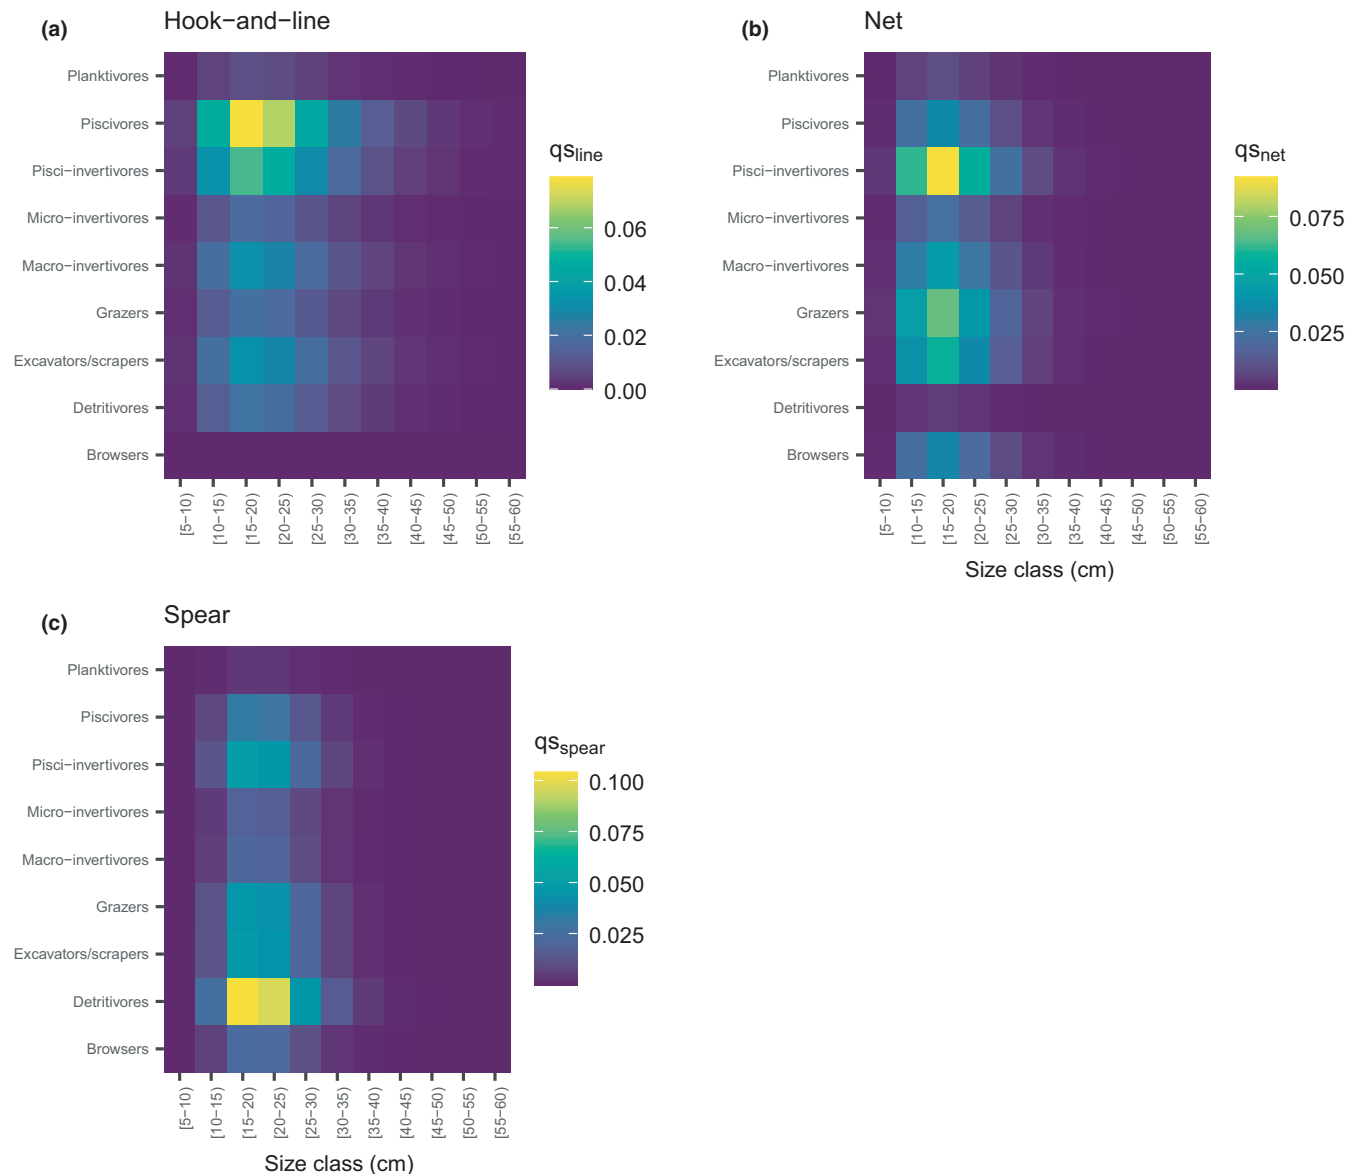 (a) Hook−and−line
Planktivores
Piscivores
Pisci−invertivores
Micro−invertivores
Macro−invertivores
Grazers
Excavators/scrapers
Detritivores
Browsers
[5−10)
[10−15)
[15−20)
[20−25)
[25−30)
[30−35)
[35−40)
[40−45)
[45−50)
[50−55)
[55−60)
qsline
0.06
0.04
0.02
0.00
(b) Net
Planktivores
Piscivores
Pisci−invertivores
Micro−invertivores
Macro−invertivores
Grazers
Excavators/scrapers
Detritivores
Browsers
[5−10)
[10−15)
[15−20)
[20−25)
[25−30)
[30−35)
[35−40)
[40−45)
[45−50)
[50−55)
[55−60)
Size class (cm)
qsnet
0.075
0.050
0.025
(c) Spear
Planktivores
Piscivores
Pisci−invertivores
Micro−invertivores
Macro−invertivores
Grazers
Excavators/scrapers
Detritivores
Browsers
[5−10)
[10−15)
[15−20)
[20−25)
[25−30)
[30−35)
[35−40)
[40−45)
[45−50)
[50−55)
[55−60)
Size class (cm)
qsspear
0.100
0.075
0.050
0.025